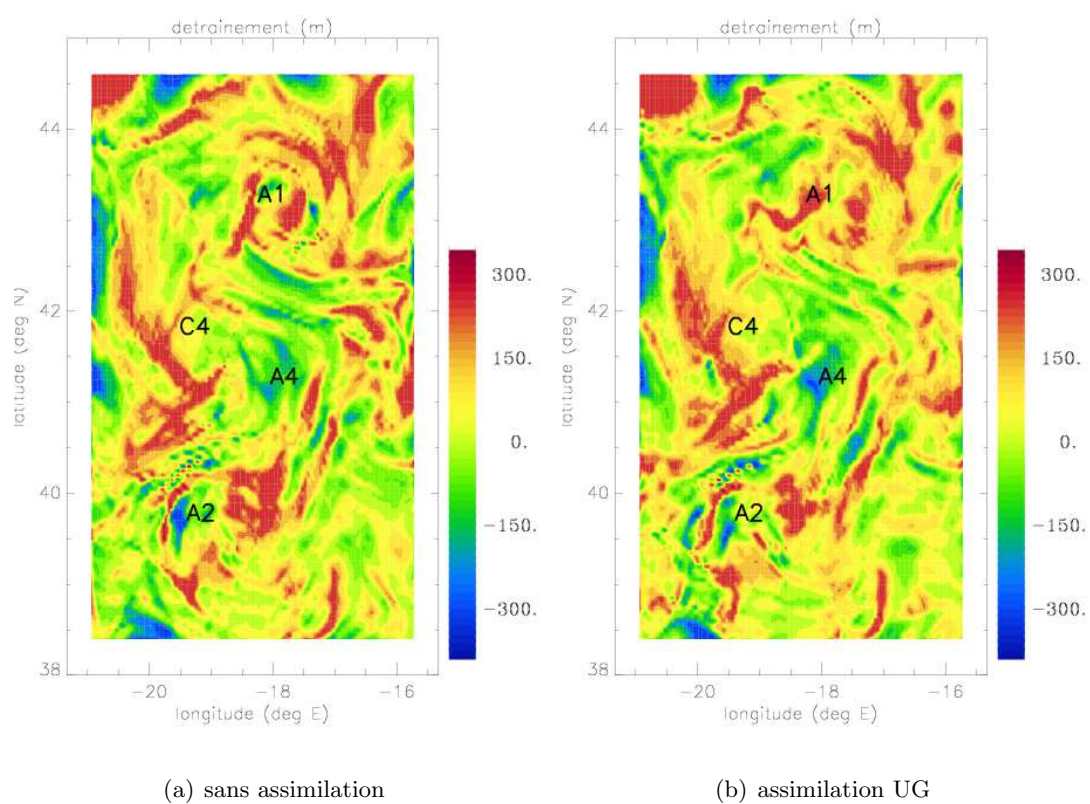 detrainement (m)
44
42
40
38
latitude (deg N)
A1
C4
A4
A2
300.
150.
0.
−150.
−300.
−20
−18
−16
longitude (deg E)
(a) sans assimilation
detrainement (m)
44
42
40
38
latitude (deg N)
A1
C4
A4
A2
300.
150.
0.
−150.
−300.
−20
−18
−16
longitude (deg E)
(b) assimilation UG